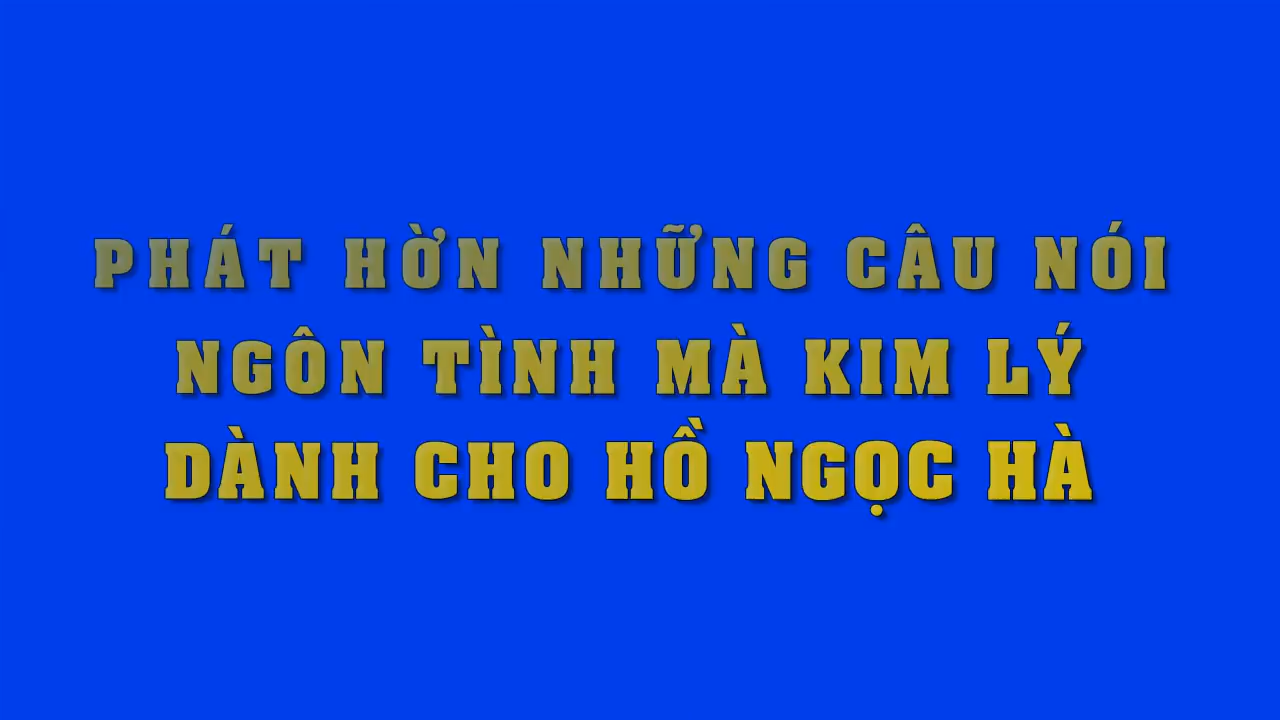 PHÁT HỜN NHỮNG CÂU NÓI
NGÔN TÌNH MÀ KIM LÝ
DÀNH CHO HỒ NGỌC HÀ